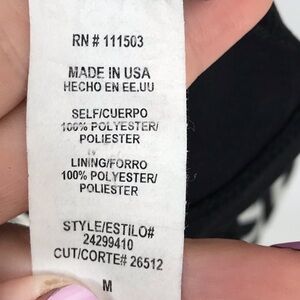 RN # 111503
MADE IN USA
HECHO EN EE.UU
SELF/CUERPO
100% POLYESTER/
POLIESTER
LINING/FORRO
100% POLYESTER/
POLIESTER
STYLE/ESTILO#
24299410
CUT/CORTE# 26512
M